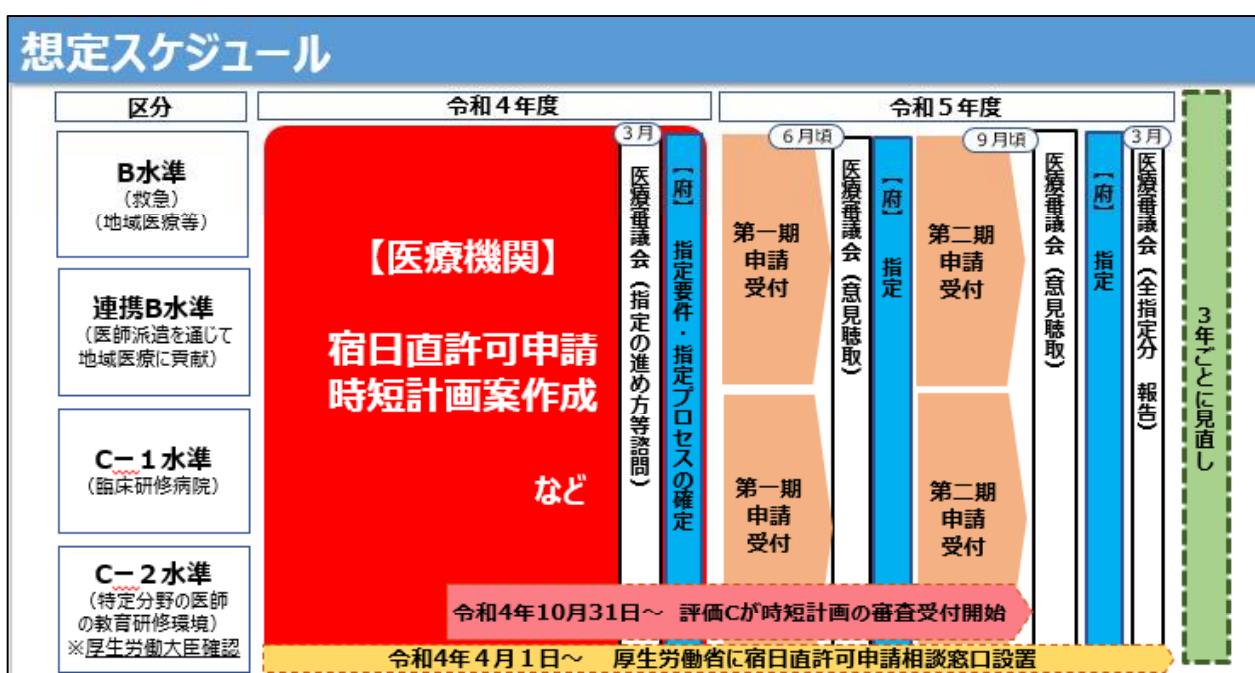 想定スケジュール
区分
令和4年度
令和5年度
B水準
（救急）
（地域医療等）
連携B水準
（医師派遣を通じて
地域医療に貢献）
C－1水準
（臨床研修病院）
C－2水準
（特定分野の医師
の教育研修環境）
※厚生労働大臣確認
【医療機関】
宿日直許可申請
時短計画案作成
など
3月
医療審議会（指定の進め方等諮問）
【府】 指定要件・指定プロセスの確定
第一期
申請
受付
第一期
申請
受付
6月頃
医療審議会（意見聴取）
【府】 指定
第二期
申請
受付
第二期
申請
受付
9月頃
医療審議会（意見聴取）
【府】 指定
3月
医療審議会（全指定分 報告）
3年ごとに見直し
令和4年10月31日～ 評価Cが時短計画の審査受付開始
令和4年4月1日～ 厚生労働省に宿日直許可申請相談窓口設置